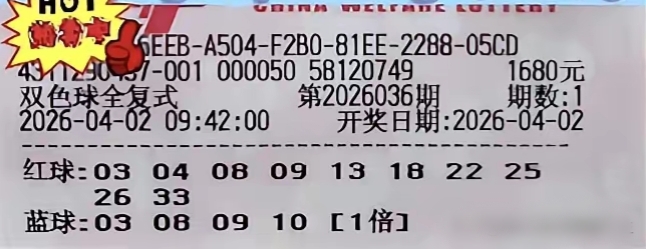 HOT
CHINA WELFARE LOTTERY
5EEB-A504-F2B0-81EE-2288-05CD
-001 000050 58120749 1680元
双色球全复式 第2026036期 期数:1
2026-04-02 09:42:00 开奖日期:2026-04-02
红球:03 04 08 09 13 18 22 25
26 33
蓝球:03 08 09 10 [1倍]